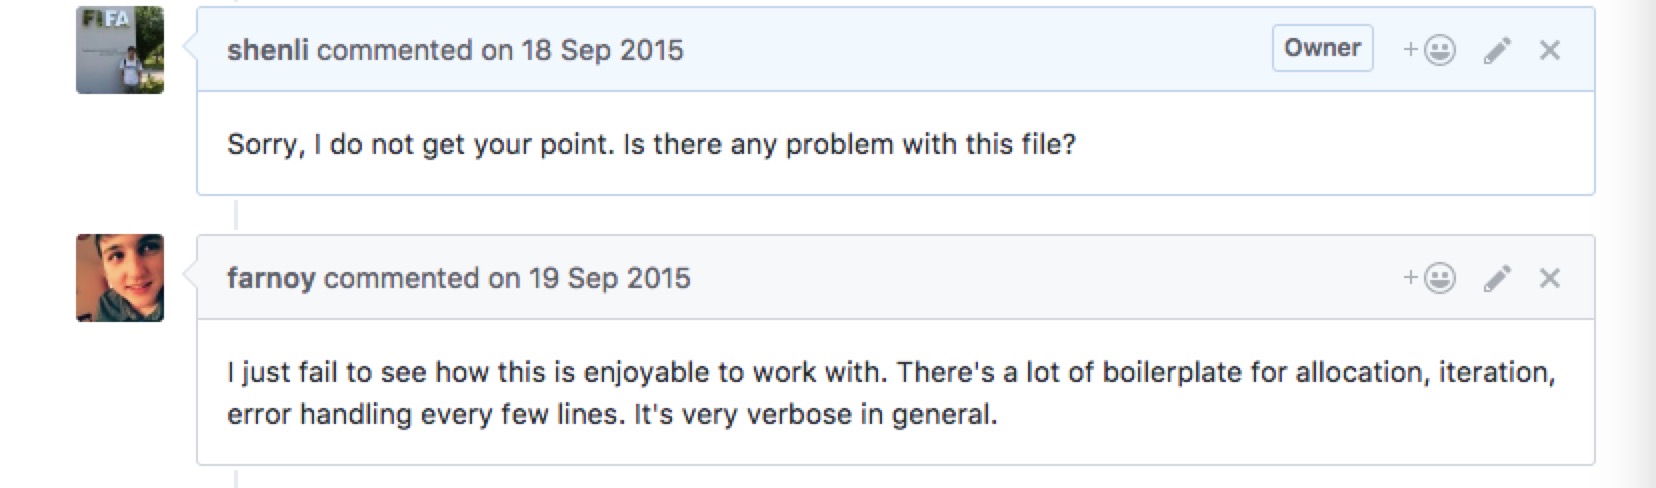 FIFA
shenli commented on 18 Sep 2015
Owner
Sorry, I do not get your point. Is there any problem with this file?
farnoy commented on 19 Sep 2015
I just fail to see how this is enjoyable to work with. There's a lot of boilerplate for allocation, iteration,
error handling every few lines. It's very verbose in general.